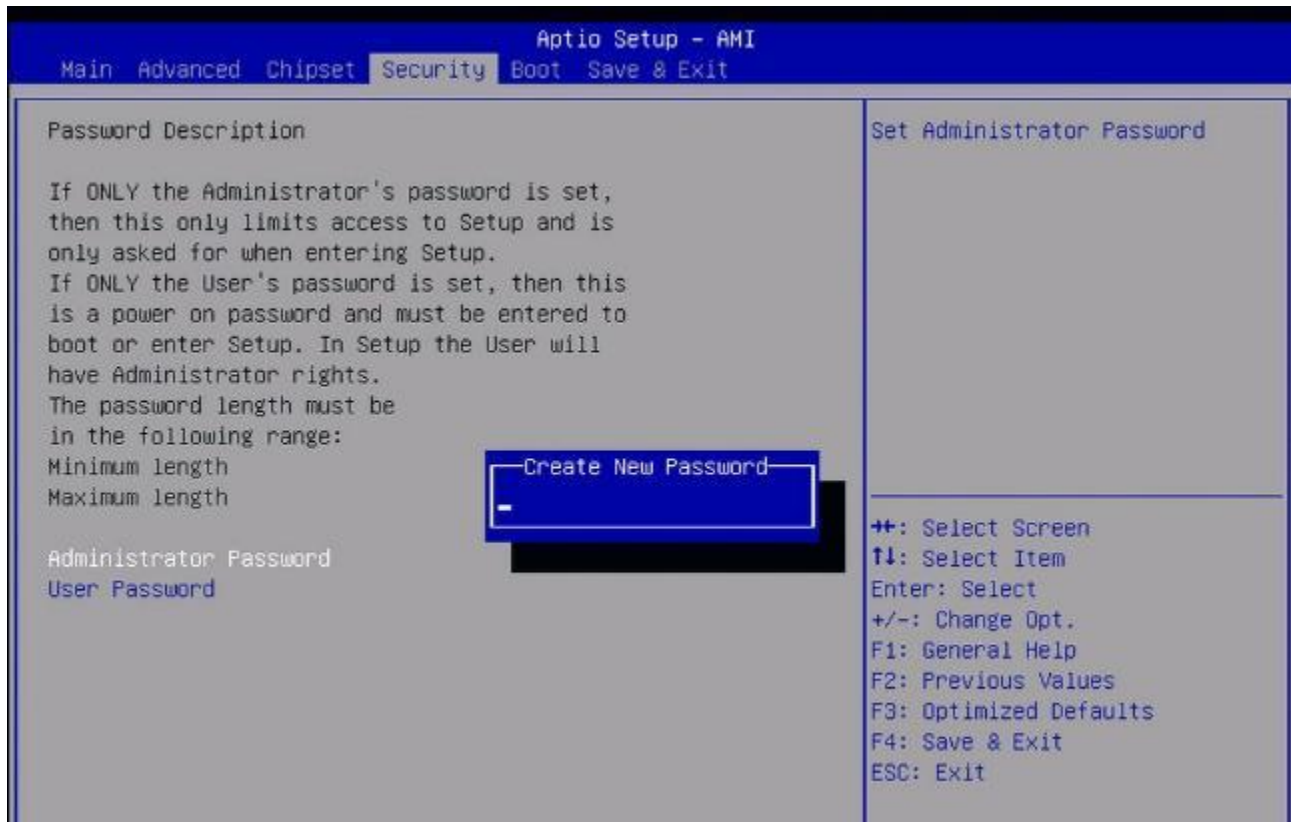 Aptio Setup – AMI
Main Advanced Chipset Security Boot Save & Exit
Password Description
If ONLY the Administrator's password is set,
then this only limits access to Setup and is
only asked for when entering Setup.
If ONLY the User's password is set, then this
is a power on password and must be entered to
boot or enter Setup. In Setup the User will
have Administrator rights.
The password length must be
in the following range:
Minimum length
Maximum length
Administrator Password
User Password
Create New Password
Set Administrator Password
→←: Select Screen
↑↓: Select Item
Enter: Select
+/-: Change Opt.
F1: General Help
F2: Previous Values
F3: Optimized Defaults
F4: Save & Exit
ESC: Exit